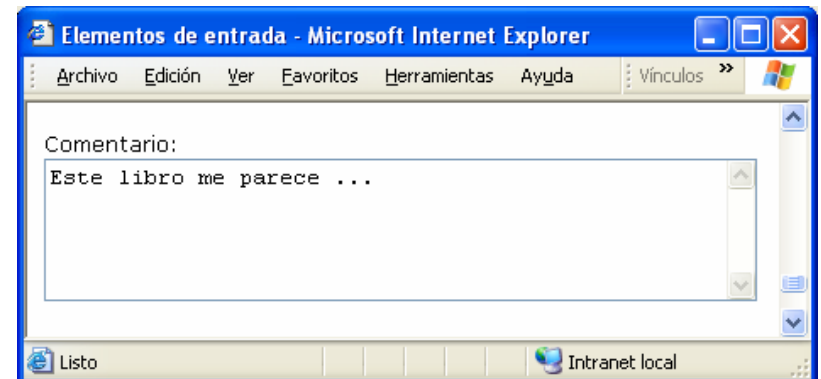 Elementos de entrada - Microsoft Internet Explorer
Archivo Edición Ver Favoritos Herramientas Ayuda Vínculos »
Comentario:
Este libro me parece ...
Listo Intranet local